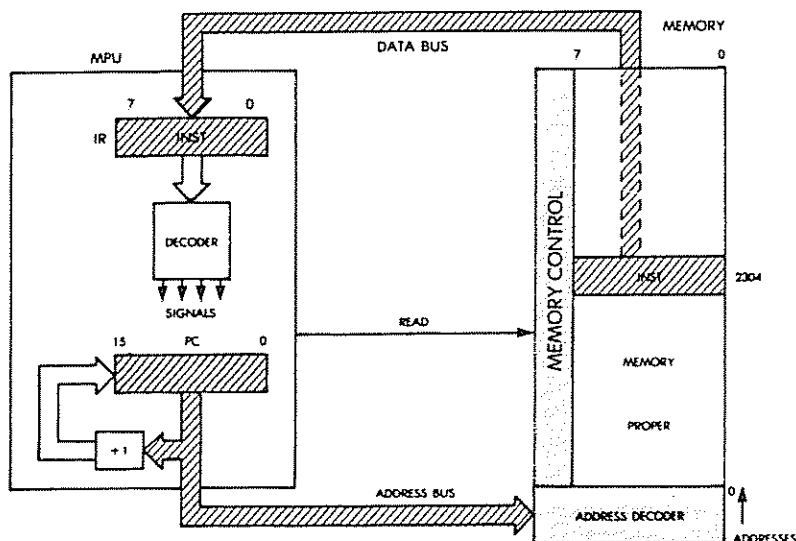 MEMORY
DATA BUS
7 0
MPU
7 0
IR INST
DECODER
SIGNALS
MEMORY CONTROL
INST 2304
READ
15 PC 0
MEMORY
PROPER
+1
0
ADDRESS BUS
ADDRESS DECODER
ADDRESSES